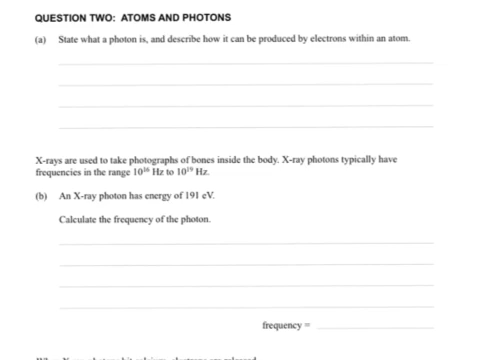 QUESTION TWO: ATOMS AND PHOTONS
(a) State what a photon is, and describe how it can be produced by electrons within an atom.
X-rays are used to take photographs of bones inside the body. X-ray photons typically have
frequencies in the range 10¹⁶ Hz to 10¹⁹ Hz.
(b) An X-ray photon has energy of 191 eV.
Calculate the frequency of the photon.
frequency =